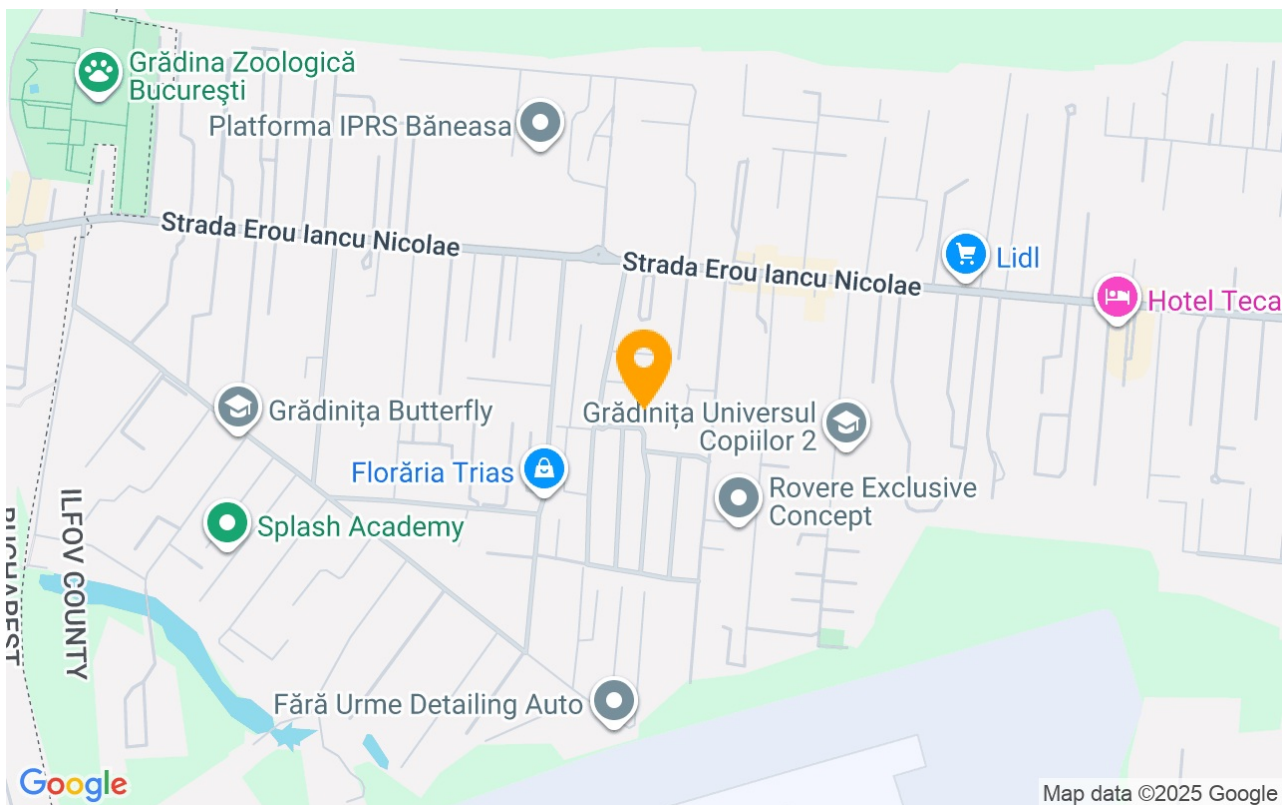 Grădina Zoologică
București
Platforma IPRS Băneasa
Strada Erou Iancu Nicolae
Strada Erou Iancu Nicolae
Lidl
Hotel Teca
Grădinița Butterfly
Grădinița Universul
Copiilor 2
Florăria Trias
Rovere Exclusive
Concept
Splash Academy
ILFOV COUNTY
BUCHAREST
Fără Urme Detailing Auto
Google
Map data ©2025 Google